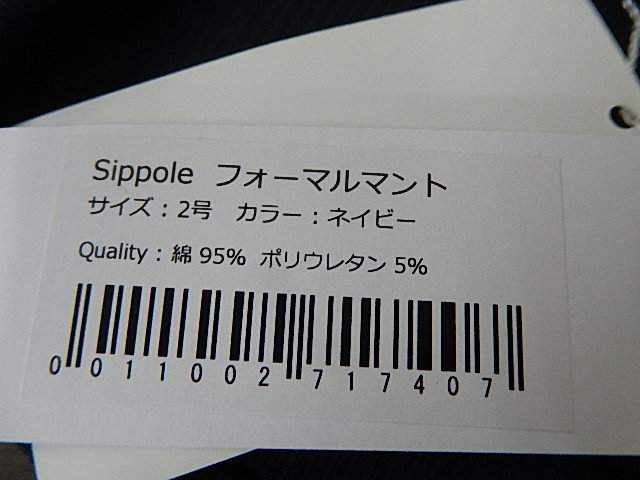 Sippole フォーマルマント
サイズ：2号　カラー：ネイビー
Quality：綿 95%　ポリウレタン 5%
0 011002 717407